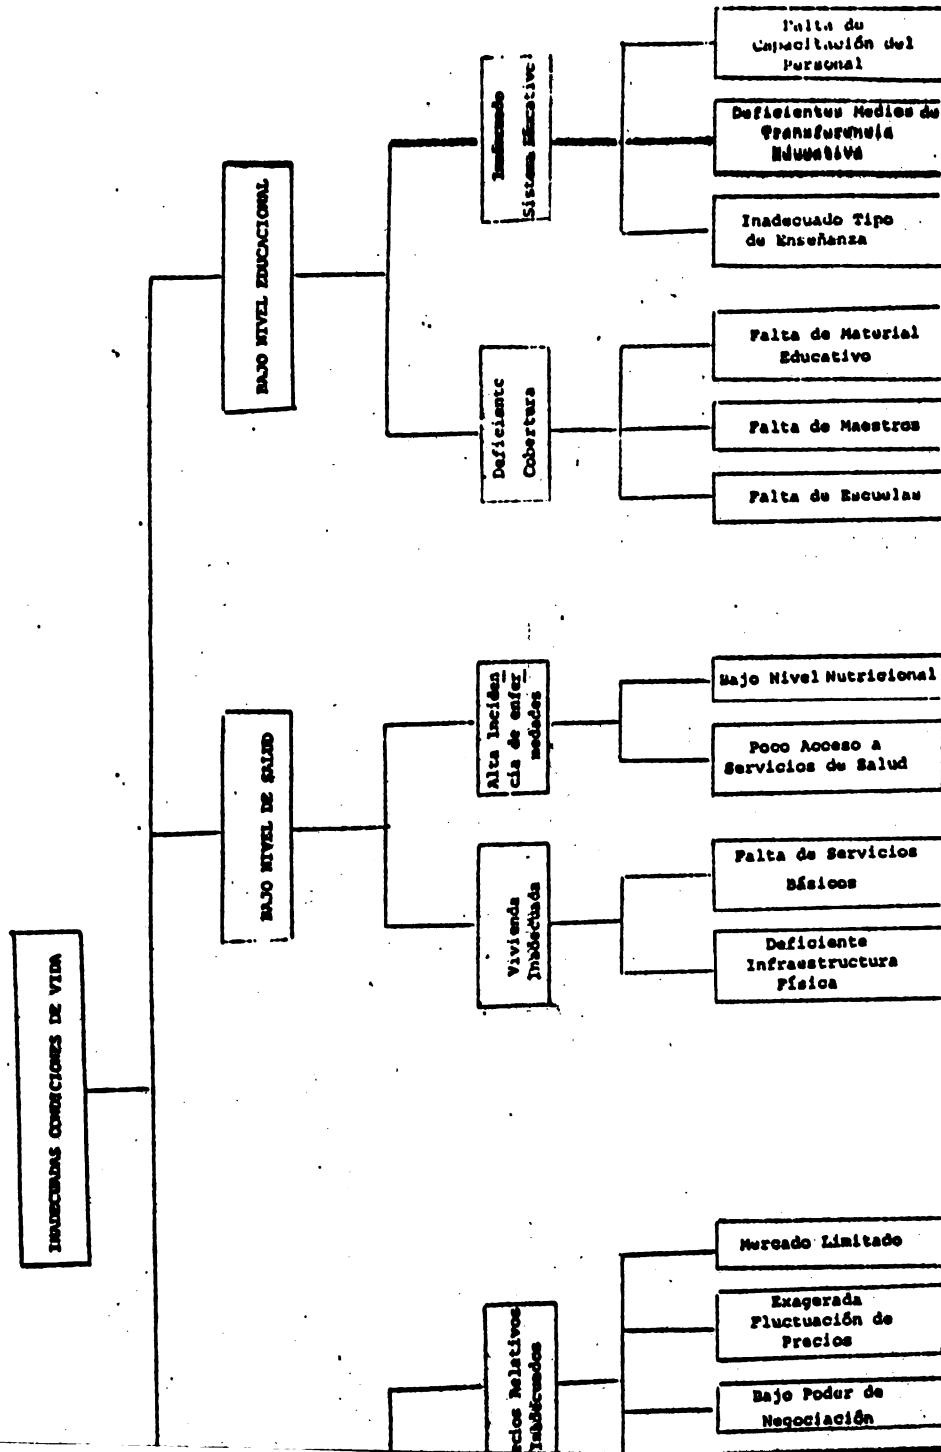 INADECUADAS CONDICIONES DE VIDA
BAJO NIVEL EDUCACIONAL
Inadecuado
Sistema Educativo
Falta de
Capacitación del
Personal
Deficientes Medios de
Transferencia
Educativa
Inadecuado Tipo
de Enseñanza
Deficiente
Cobertura
Falta de Material
Educativo
Falta de Maestros
Falta de Escuelas
BAJO NIVEL DE SALUD
Alta Inciden
cia de enfer
medades
Bajo Nivel Nutricional
Poco Acceso a
Servicios de Salud
Vivienda
Inadecuada
Falta de Servicios
Básicos
Deficiente
Infraestructura
Física
ecios Relativos
Inadecuados
Mercado Limitado
Exagerada
Fluctuación de
Precios
Bajo Poder de
Negociación